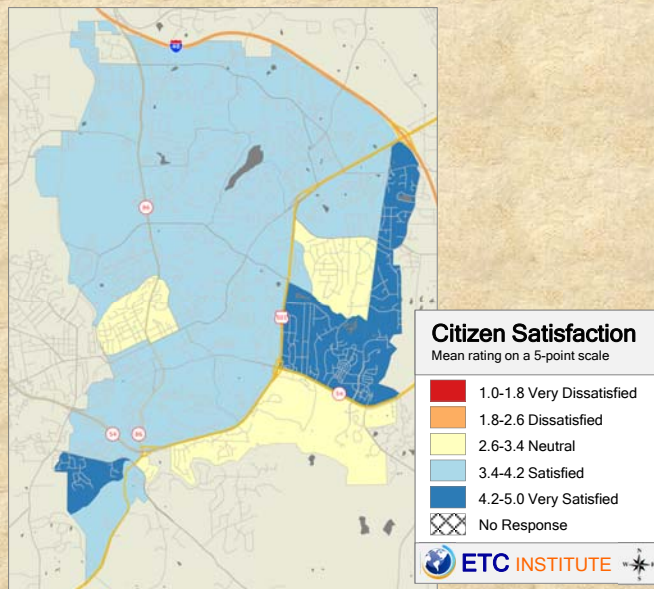 40
86
501
54
54
86
Citizen Satisfaction
Mean rating on a 5-point scale
1.0-1.8 Very Dissatisfied
1.8-2.6 Dissatisfied
2.6-3.4 Neutral
3.4-4.2 Satisfied
4.2-5.0 Very Satisfied
No Response
ETC INSTITUTE
N
W E
S